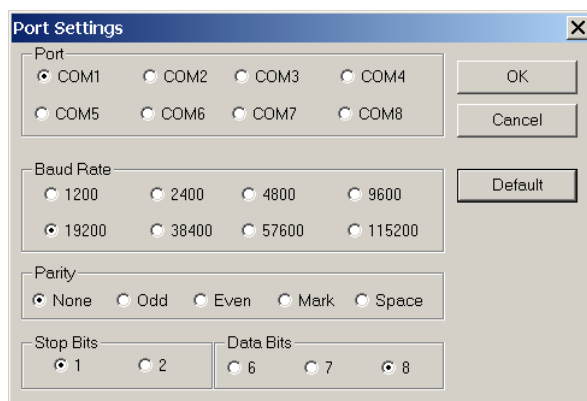 Port Settings
Port
COM1 COM2 COM3 COM4
COM5 COM6 COM7 COM8
OK
Cancel
Baud Rate
1200 2400 4800 9600
19200 38400 57600 115200
Default
Parity
None Odd Even Mark Space
Stop Bits
1 2
Data Bits
6 7 8